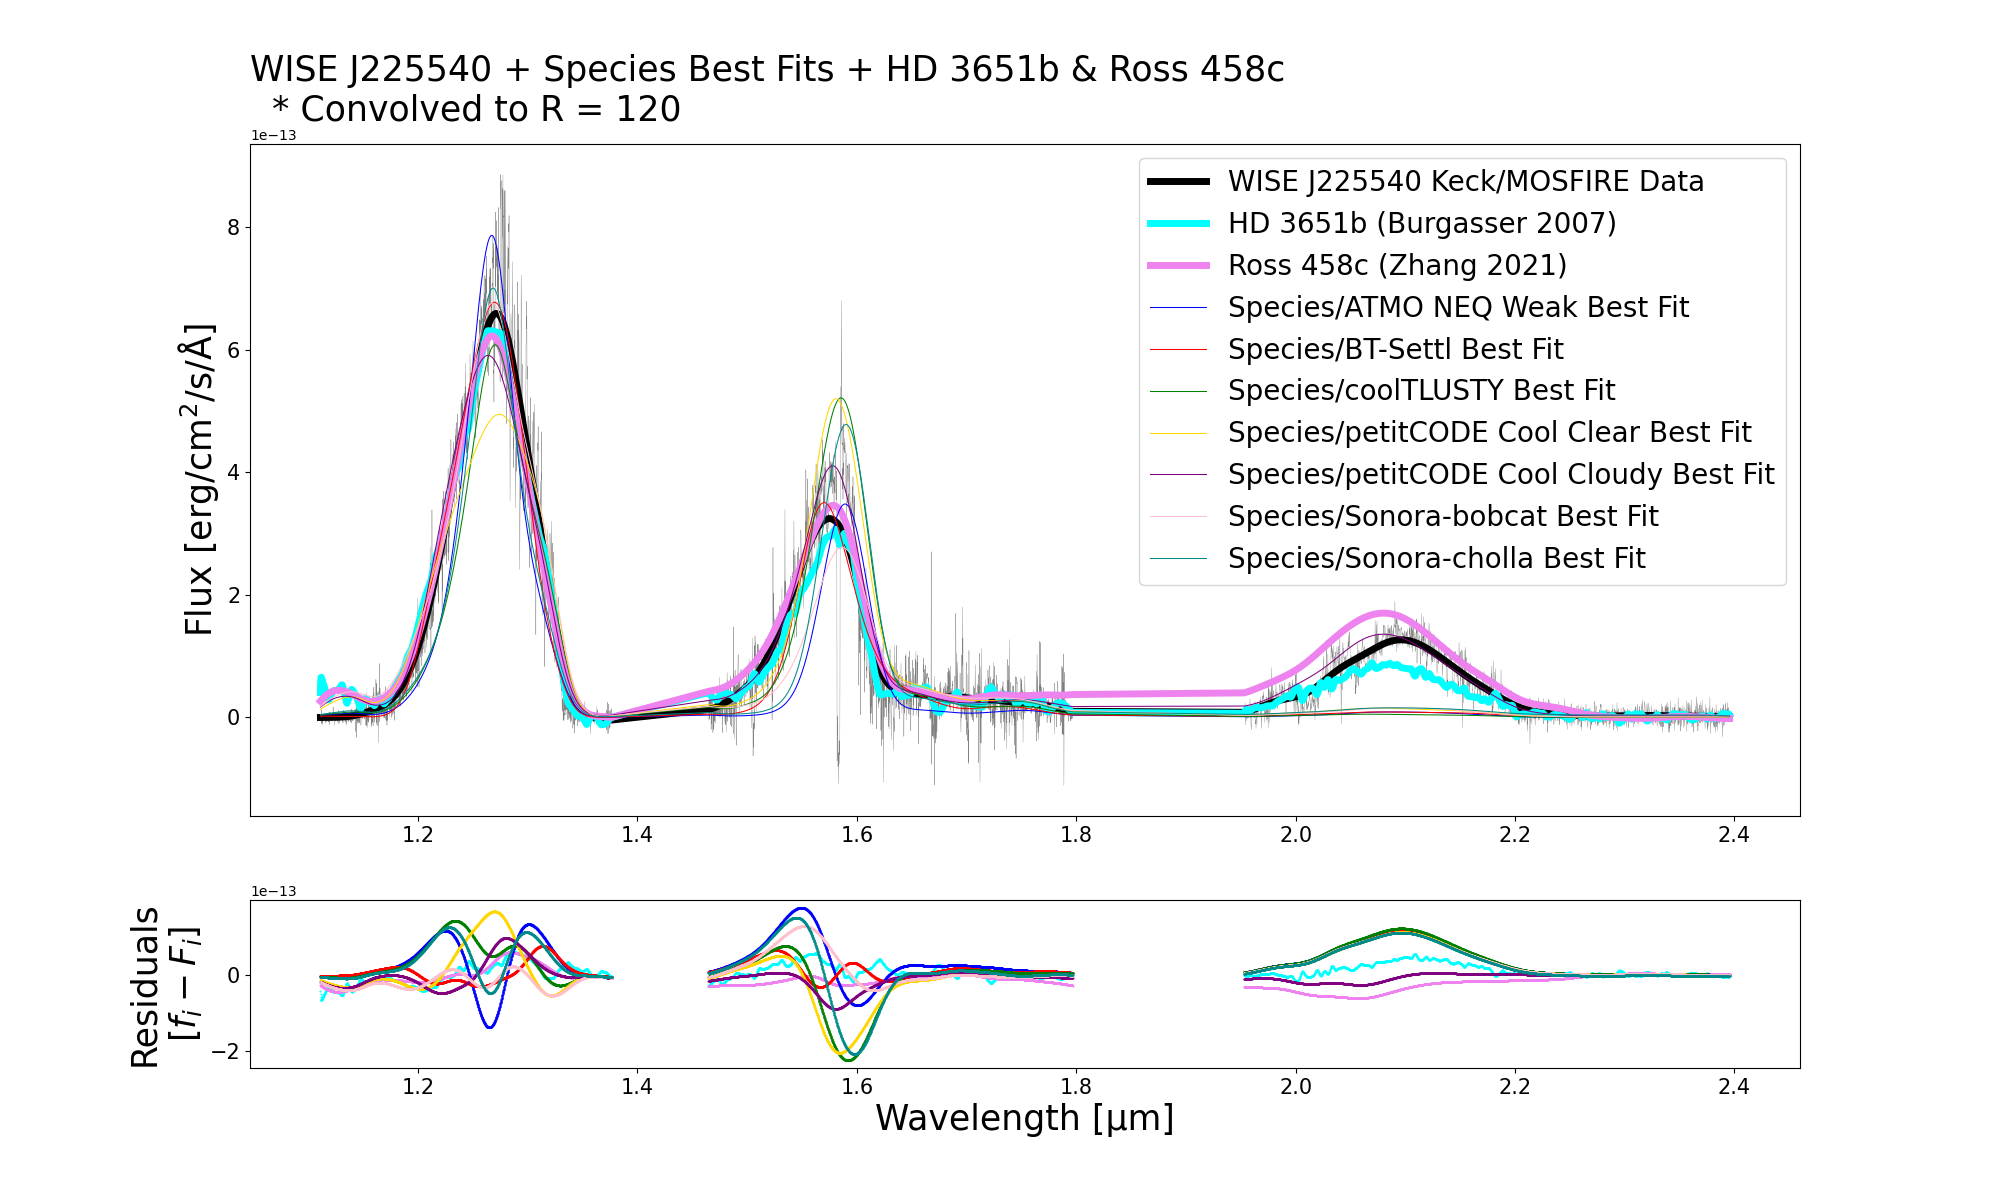 WISE J225540 + Species Best Fits + HD 3651b & Ross 458c
* Convolved to R = 120
1e−13
8
6
4
2
0
Flux [erg/cm²/s/Å]
WISE J225540 Keck/MOSFIRE Data
HD 3651b (Burgasser 2007)
Ross 458c (Zhang 2021)
Species/ATMO NEQ Weak Best Fit
Species/BT-Settl Best Fit
Species/coolTLUSTY Best Fit
Species/petitCODE Cool Clear Best Fit
Species/petitCODE Cool Cloudy Best Fit
Species/Sonora-bobcat Best Fit
Species/Sonora-cholla Best Fit
1.2 1.4 1.6 1.8 2.0 2.2 2.4
1e−13
0
−2
Residuals
[fᵢ − Fᵢ]
1.2 1.4 1.6 1.8 2.0 2.2 2.4
Wavelength [μm]